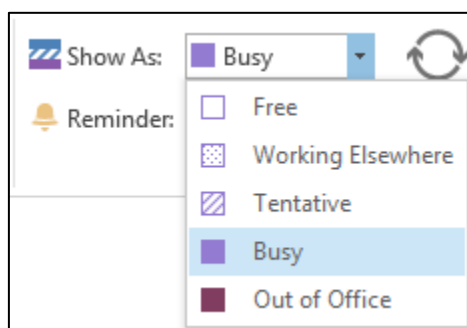 Show As: Busy
Reminder:
Free
Working Elsewhere
Tentative
Busy
Out of Office